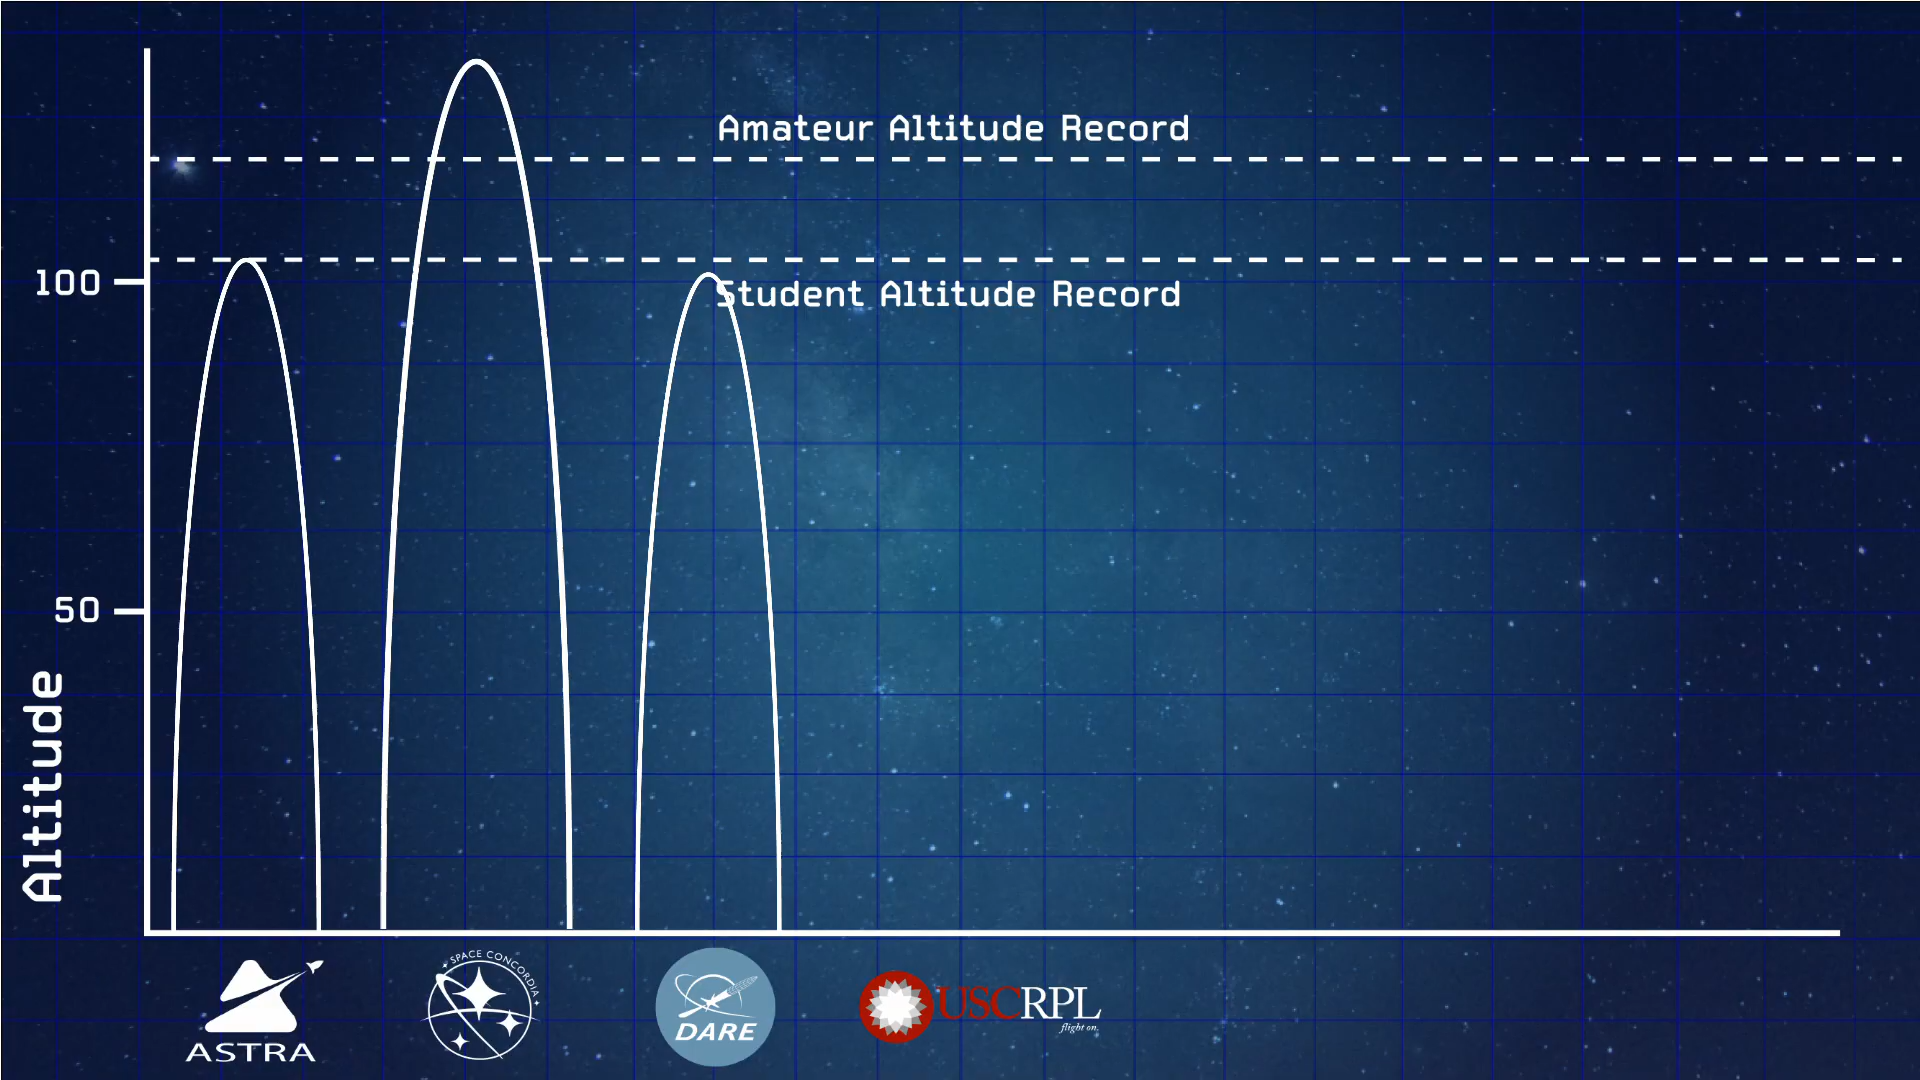 Amateur Altitude Record
100
Student Altitude Record
50
Altitude
ASTRA
SPACE CONCORDIA
DARE
USCRPL
flight on.